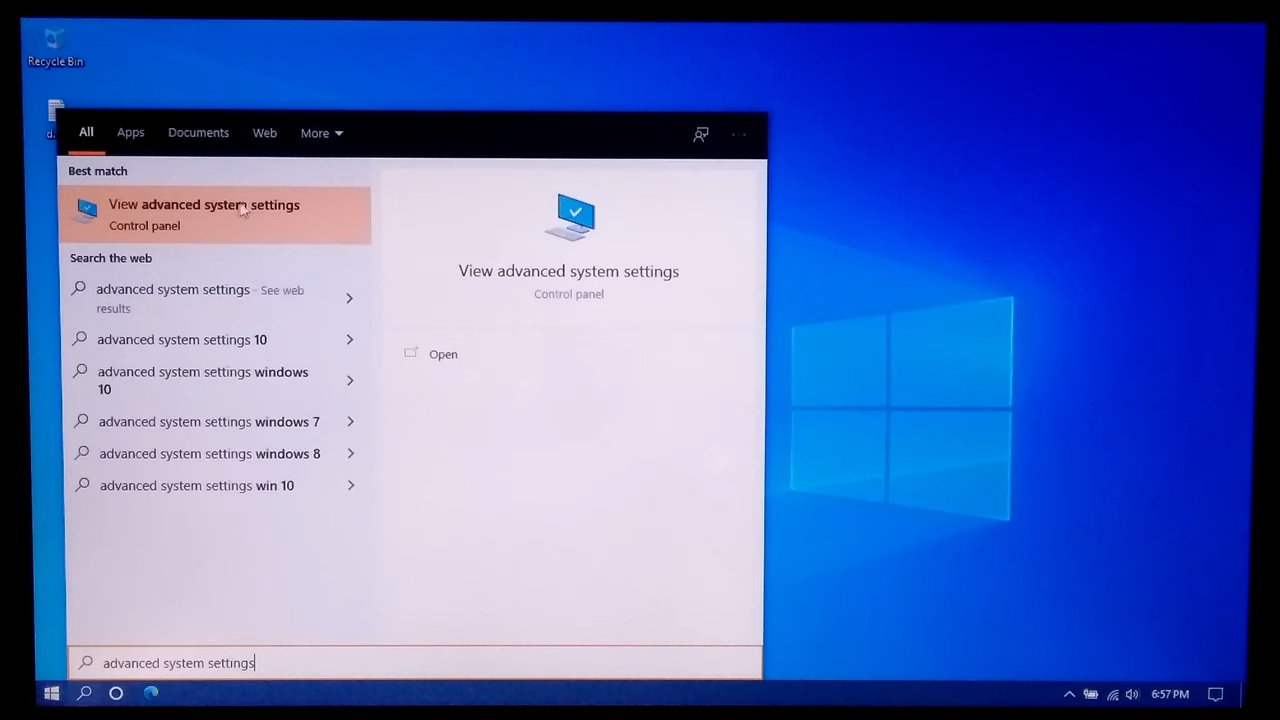 Recycle Bin
All
Apps
Documents
Web
More
Best match
View advanced system settings
Control panel
Search the web
advanced system settings - See web
results
advanced system settings 10
advanced system settings windows
10
advanced system settings windows 7
advanced system settings windows 8
advanced system settings win 10
View advanced system settings
Control panel
Open
advanced system settings
6:57 PM